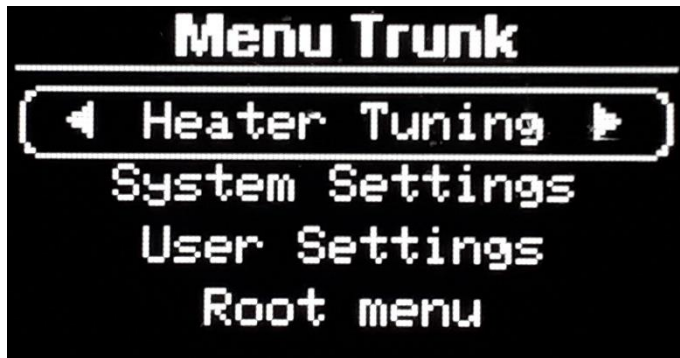 Menu Trunk
Heater Tuning
System Settings
User Settings
Root menu